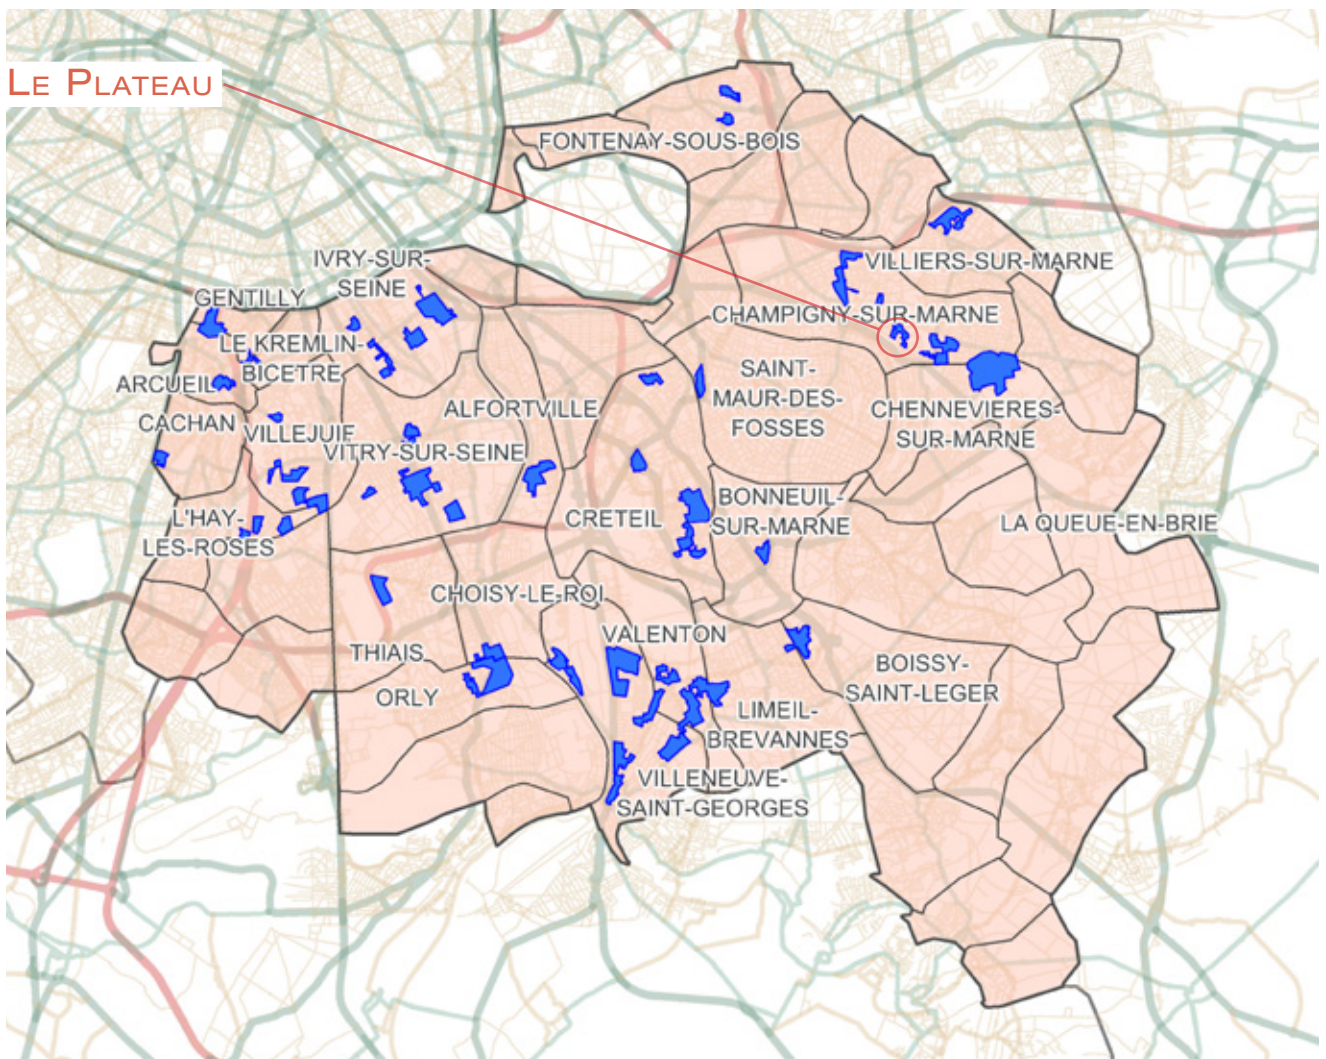 LE PLATEAU
FONTENAY-SOUS-BOIS
IVRY-SUR-
SEINE
GENTILLY
VILLIERS-SUR-MARNE
CHAMPIGNY-SUR-MARNE
LE KREMLIN-
BICETRE
ARCUEIL
SAINT-
MAUR-DES-
FOSSES
CACHAN
ALFORTVILLE
CHENNEVIERES-
SUR-MARNE
VILLEJUIF
VITRY-SUR-SEINE
L'HAY-
LES-ROSES
CRETEIL
BONNEUIL-
SUR-MARNE
LA QUEUE-EN-BRIE
CHOISY-LE-ROI
VALENTON
THIAIS
ORLY
BOISSY-
SAINT-LEGER
LIMEIL-
BREVANNES
VILLENEUVE-
SAINT-GEORGES